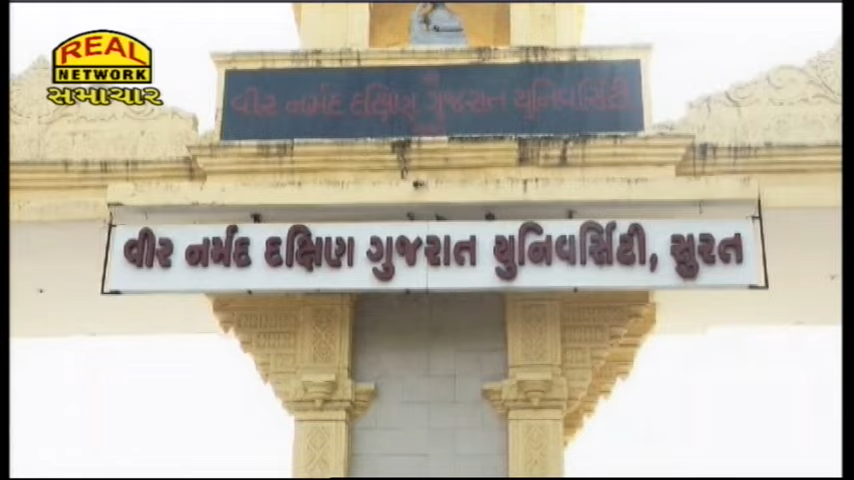 REAL
NETWORK
સમાચાર
વીર નર્મદ દક્ષિણ ગુજરાત યુનિવર્સિટી
વીર નર્મદ દક્ષિણ ગુજરાત યુનિવર્સિટી, સુરત